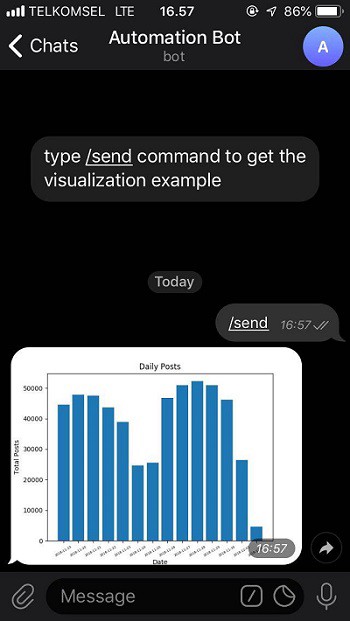 TELKOMSEL LTE 16.57 86%
Chats
Automation Bot
A
bot
type /send command to get the
visualization example
Today
/send 16:57
Daily Posts
50000
40000
30000
20000
10000
0
Total Posts
Date
16:57
Message